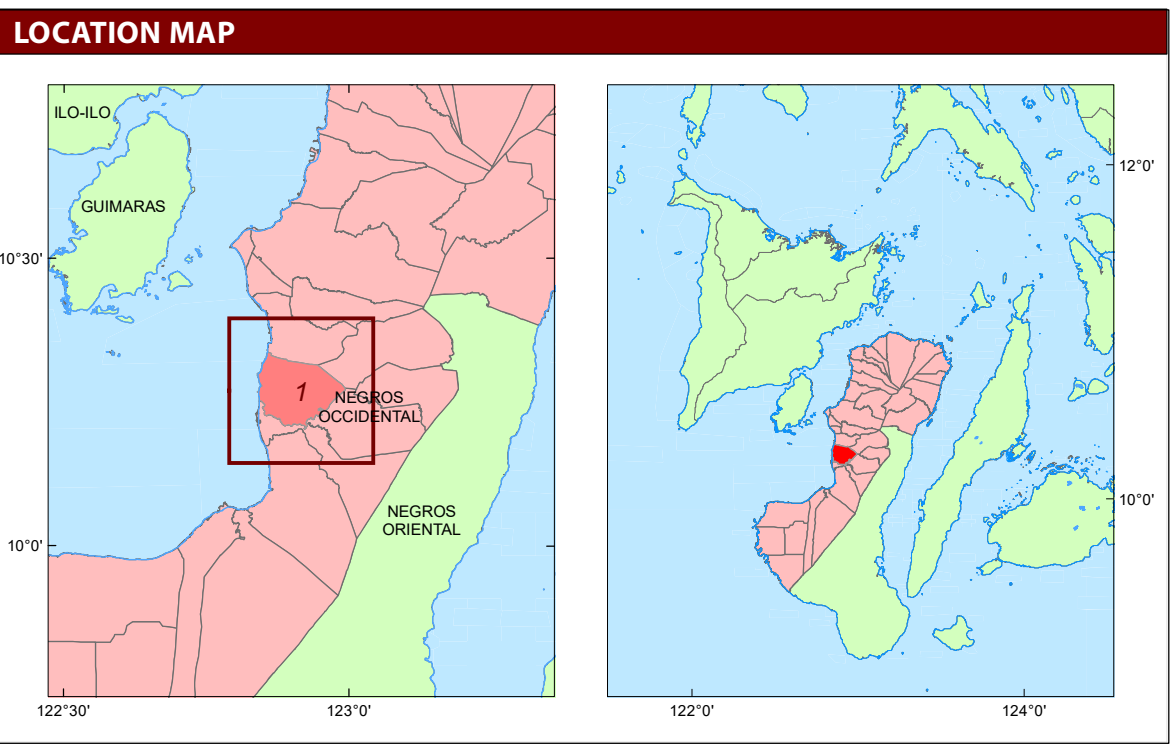 LOCATION MAP
ILO-ILO
GUIMARAS
10°30'
1
NEGROS
OCCIDENTAL
NEGROS
ORIENTAL
10°0'
122°30'
123°0'
12°0'
10°0'
122°0'
124°0'